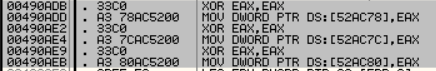 00490ADB . 33C0 XOR EAX,EAX
00490ADD . A3 78AC5200 MOV DWORD PTR DS:[52AC78],EAX
00490AE2 . 33C0 XOR EAX,EAX
00490AE4 . A3 7CAC5200 MOV DWORD PTR DS:[52AC7C],EAX
00490AE9 . 33C0 XOR EAX,EAX
00490AEB . A3 80AC5200 MOV DWORD PTR DS:[52AC80],EAX